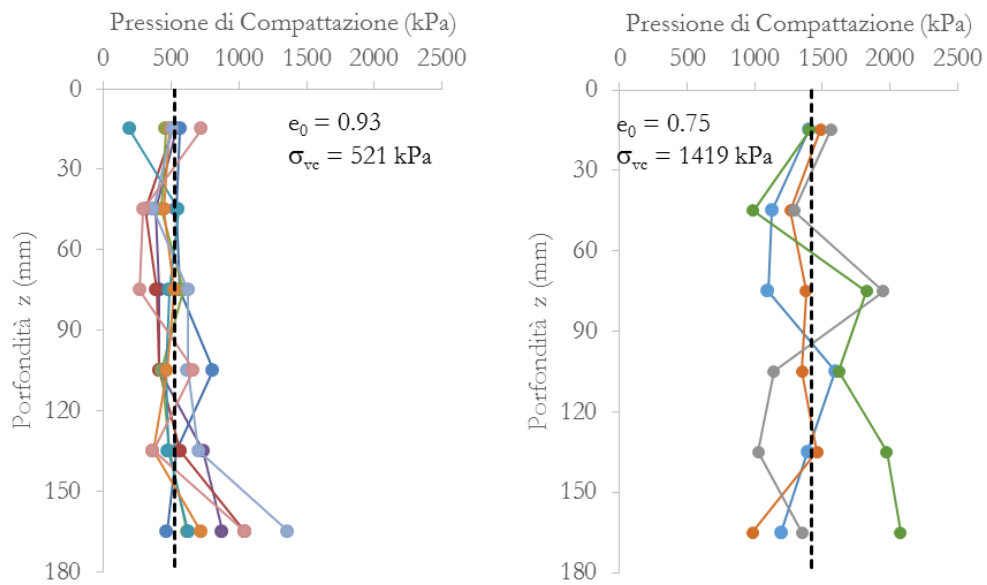 Pressione di Compattazione (kPa)
0 500 1000 1500 2000 2500
0
30
60
90
120
150
180
Porfondità z (mm)
e0 = 0.93
σvc = 521 kPa
Pressione di Compattazione (kPa)
0 500 1000 1500 2000 2500
0
30
60
90
120
150
180
Porfondità z (mm)
e0 = 0.75
σvc = 1419 kPa